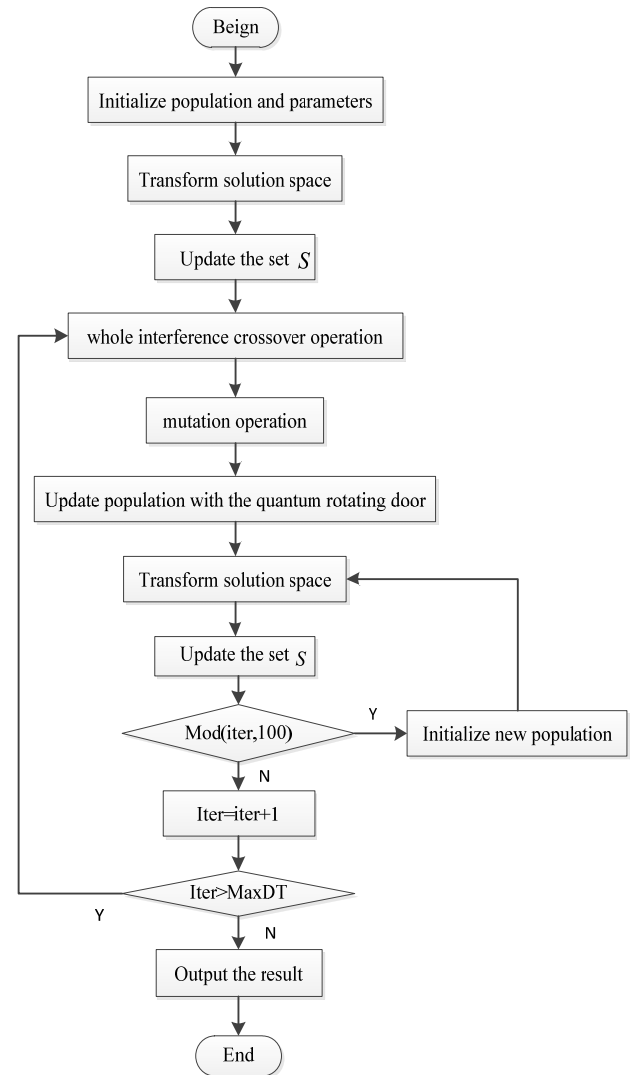 Beign
Initialize population and parameters
Transform solution space
Update the set S
whole interference crossover operation
mutation operation
Update population with the quantum rotating door
Transform solution space
Update the set S
Mod(iter,100)
Y
Initialize new population
N
Iter=iter+1
Iter>MaxDT
Y
N
Output the result
End